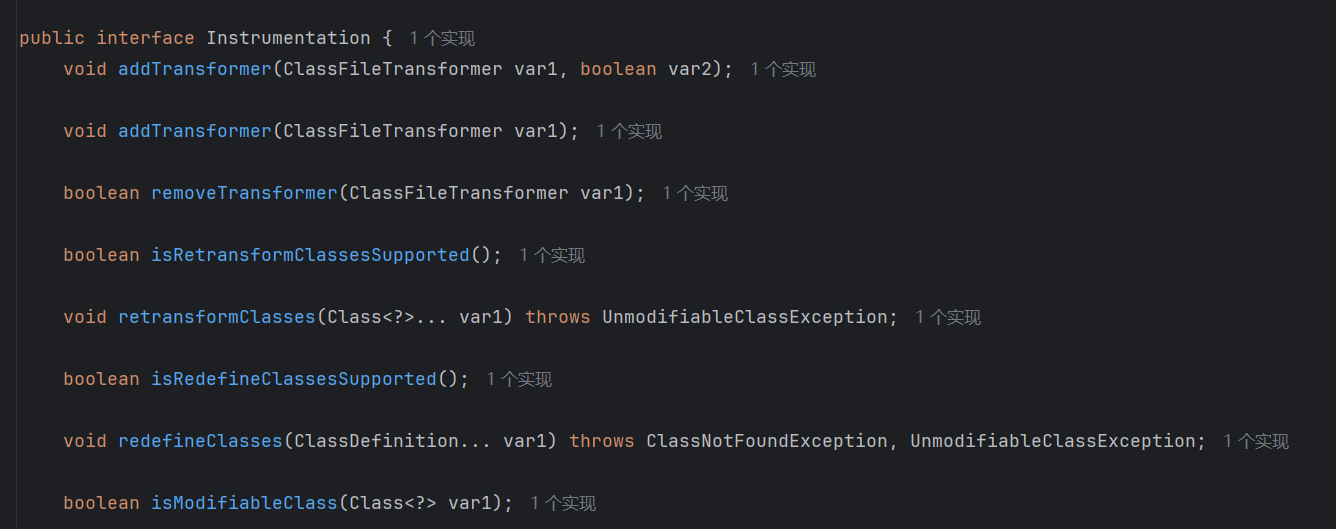 public interface Instrumentation { 1个实现
void addTransformer(ClassFileTransformer var1, boolean var2); 1个实现
void addTransformer(ClassFileTransformer var1); 1个实现
boolean removeTransformer(ClassFileTransformer var1); 1个实现
boolean isRetransformClassesSupported(); 1个实现
void retransformClasses(Class<?>... var1) throws UnmodifiableClassException; 1个实现
boolean isRedefineClassesSupported(); 1个实现
void redefineClasses(ClassDefinition... var1) throws ClassNotFoundException, UnmodifiableClassException; 1个实现
boolean isModifiableClass(Class<?> var1); 1个实现